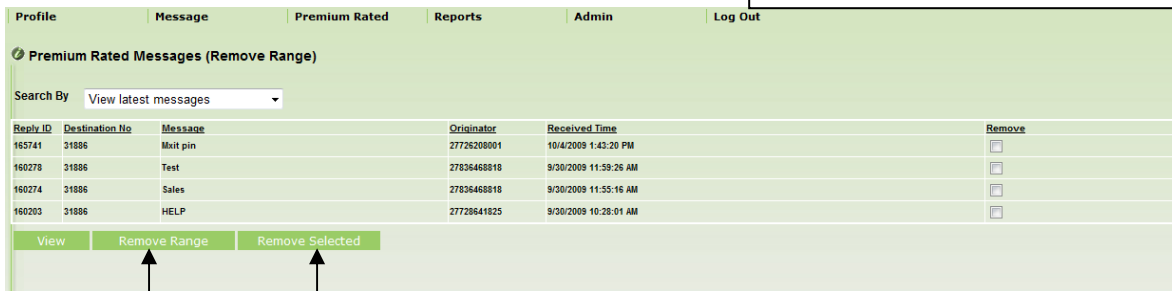 Profile Message Premium Rated Reports Admin Log Out
Premium Rated Messages (Remove Range)
Search By View latest messages
Reply ID Destination No Message Originator Received Time Remove
165741 31886 Mxit pin 27726208001 10/4/2009 1:43:20 PM
160278 31886 Test 27836468818 9/30/2009 11:59:26 AM
160274 31886 Sales 27836468818 9/30/2009 11:55:16 AM
160203 31886 HELP 27728641825 9/30/2009 10:28:01 AM
View Remove Range Remove Selected